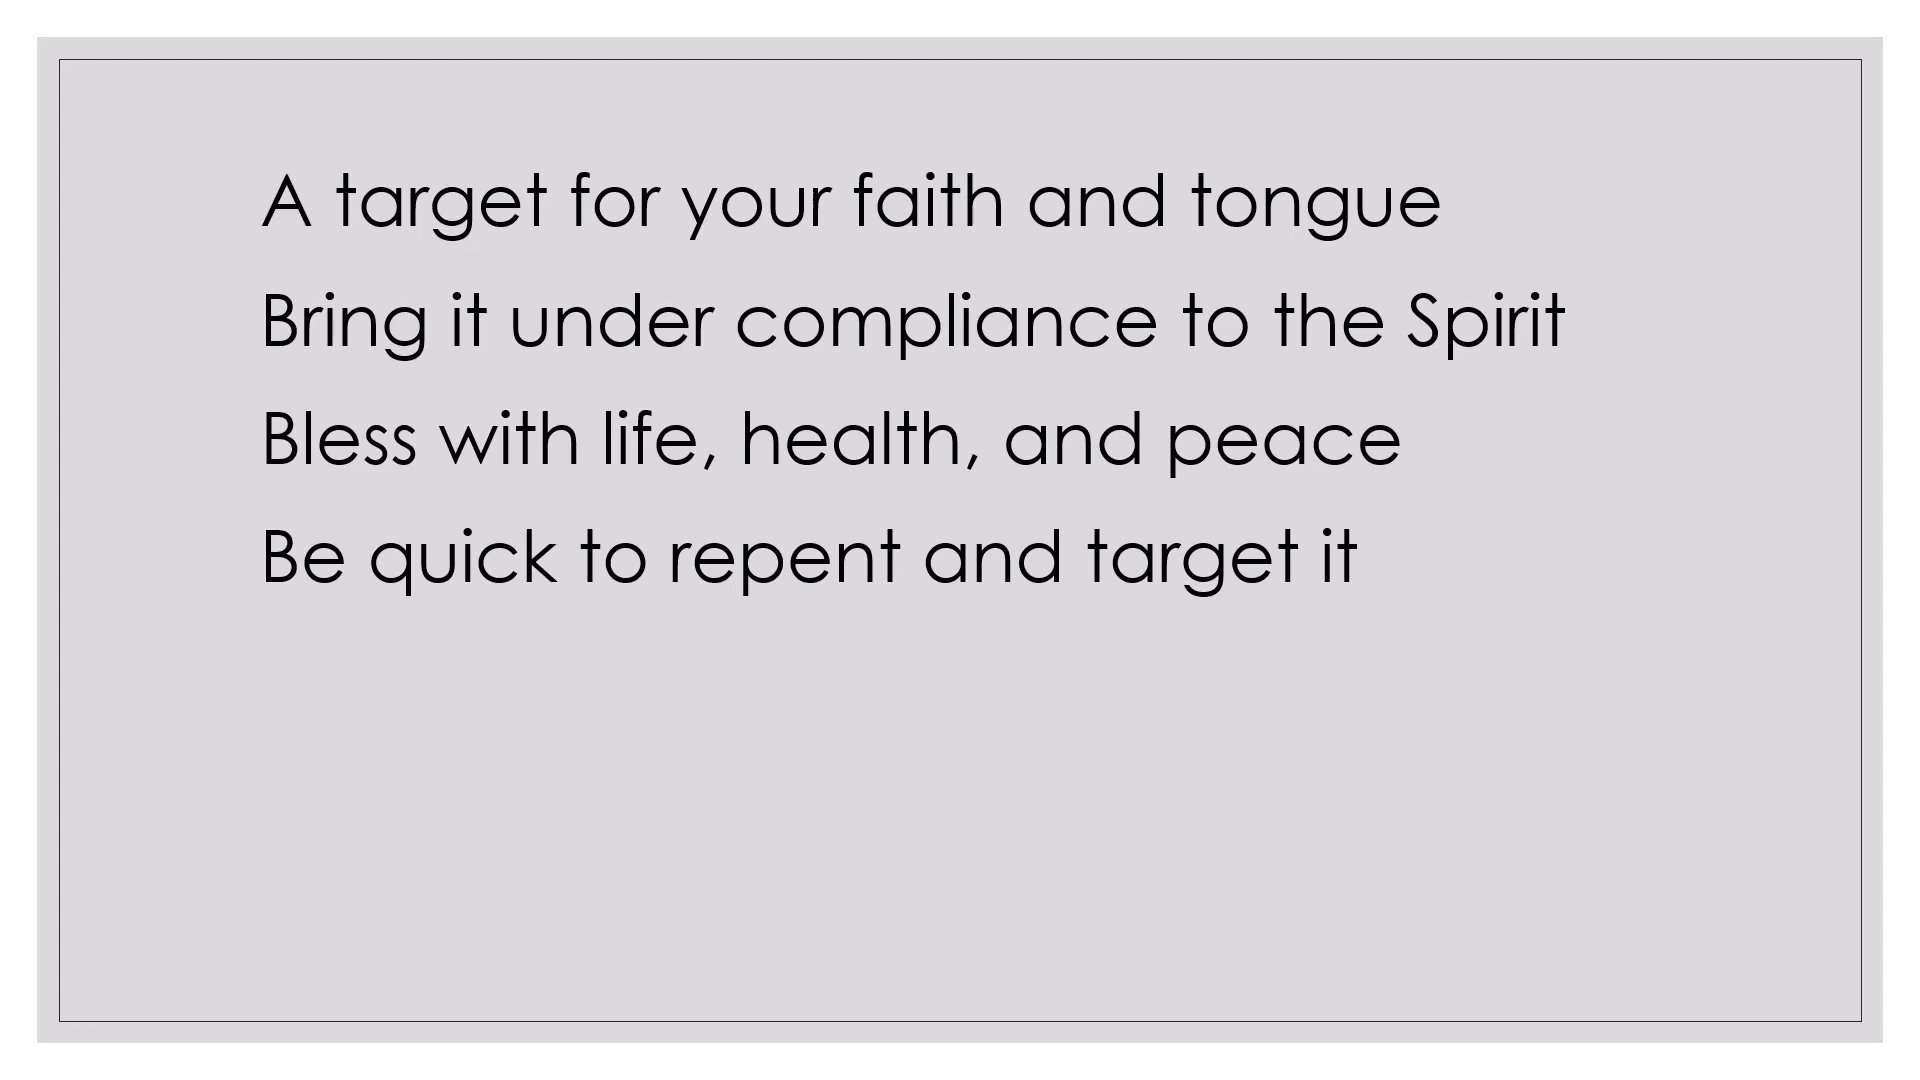 A target for your faith and tongue
Bring it under compliance to the Spirit
Bless with life, health, and peace
Be quick to repent and target it